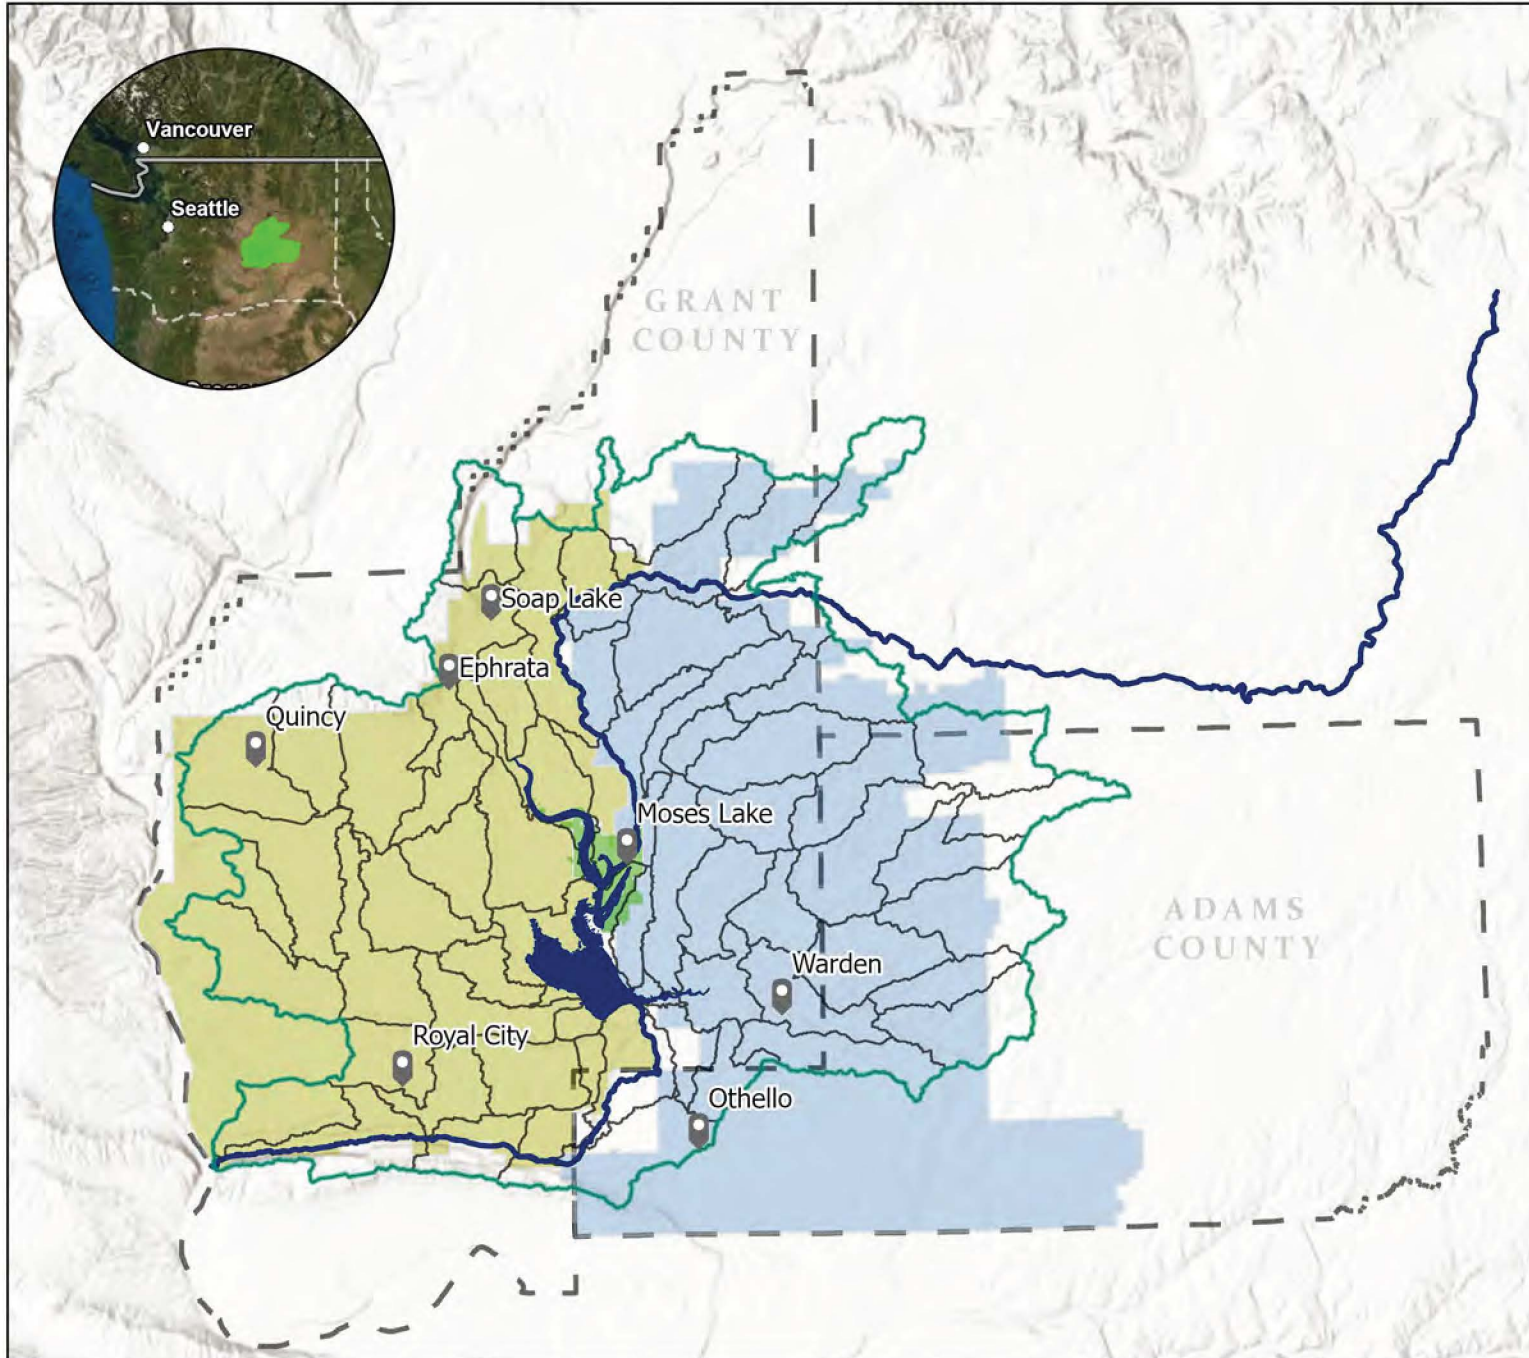 Vancouver
Seattle
GRANT
COUNTY
Soap Lake
Ephrata
Quincy
Moses Lake
ADAMS
COUNTY
Warden
Royal City
Othello